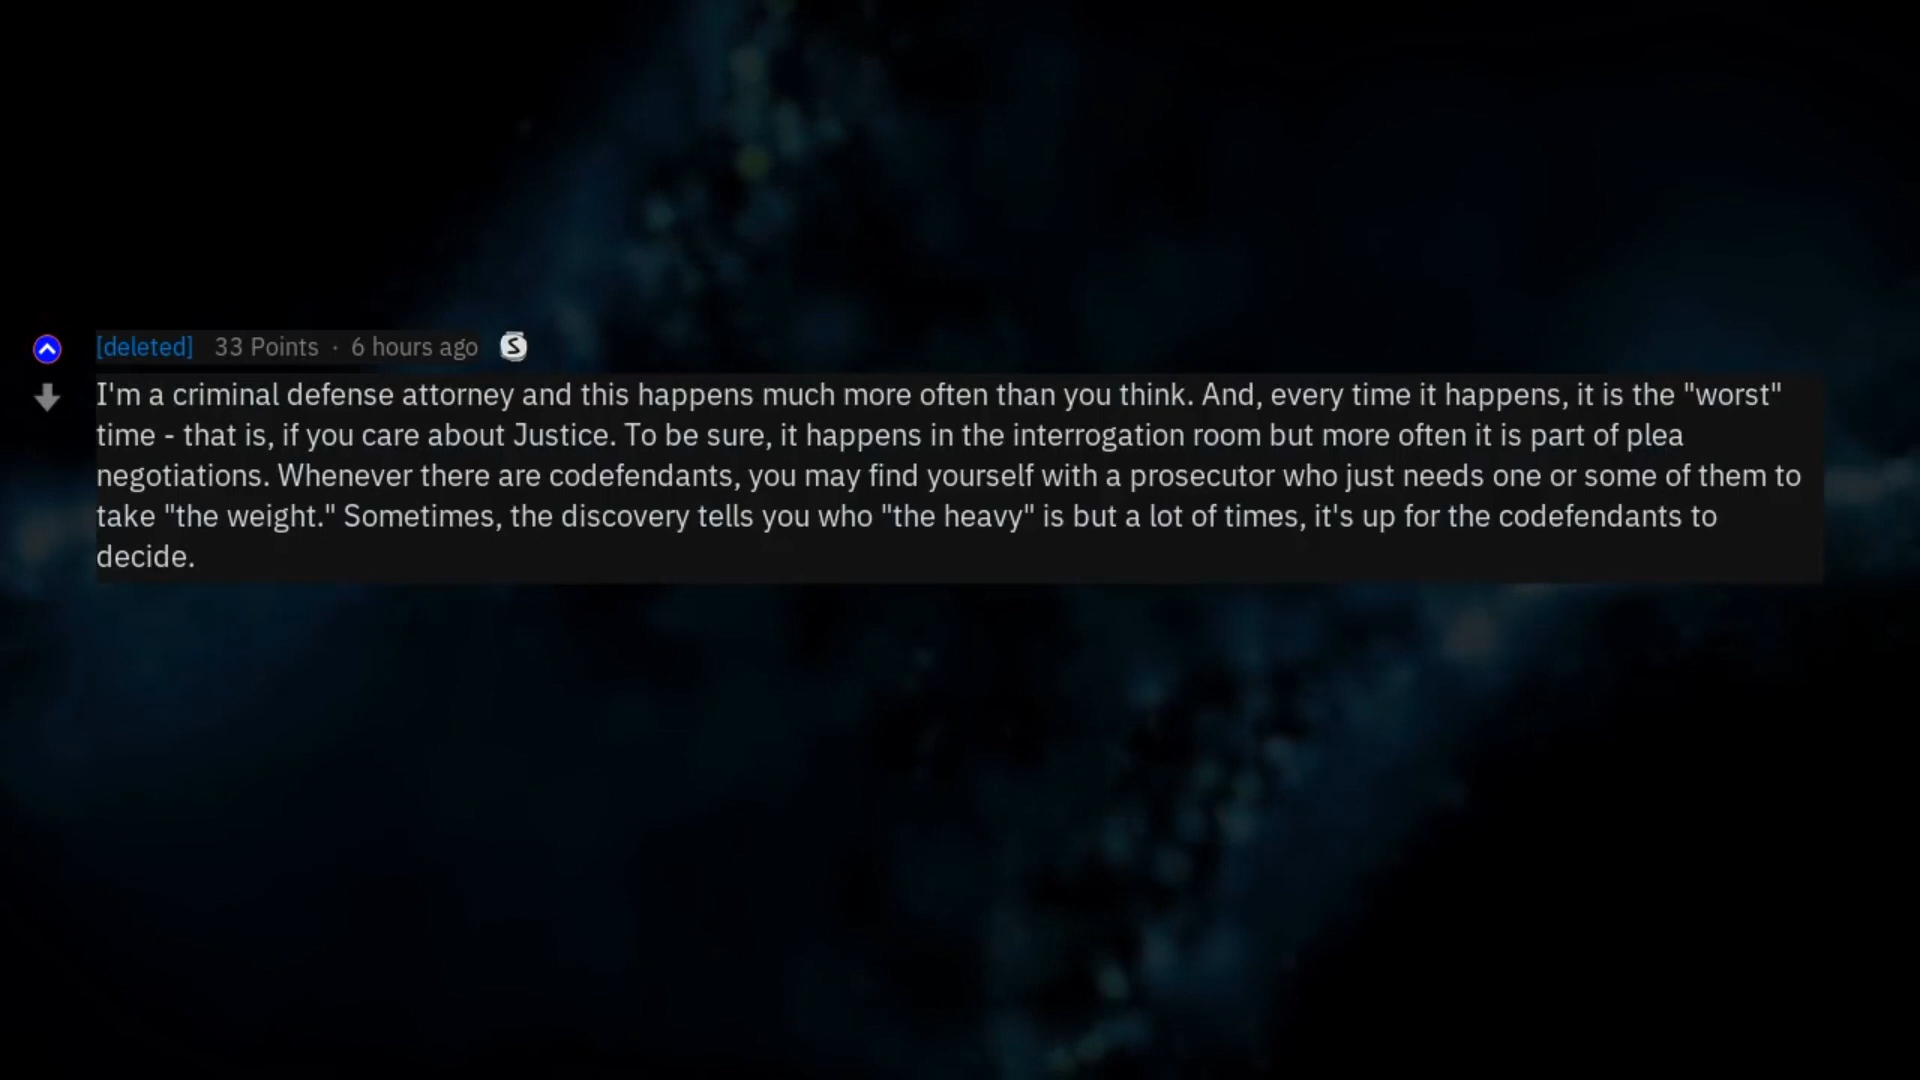 [deleted] 33 Points · 6 hours ago S
I'm a criminal defense attorney and this happens much more often than you think. And, every time it happens, it is the "worst"
time - that is, if you care about Justice. To be sure, it happens in the interrogation room but more often it is part of plea
negotiations. Whenever there are codefendants, you may find yourself with a prosecutor who just needs one or some of them to
take "the weight." Sometimes, the discovery tells you who "the heavy" is but a lot of times, it's up for the codefendants to
decide.